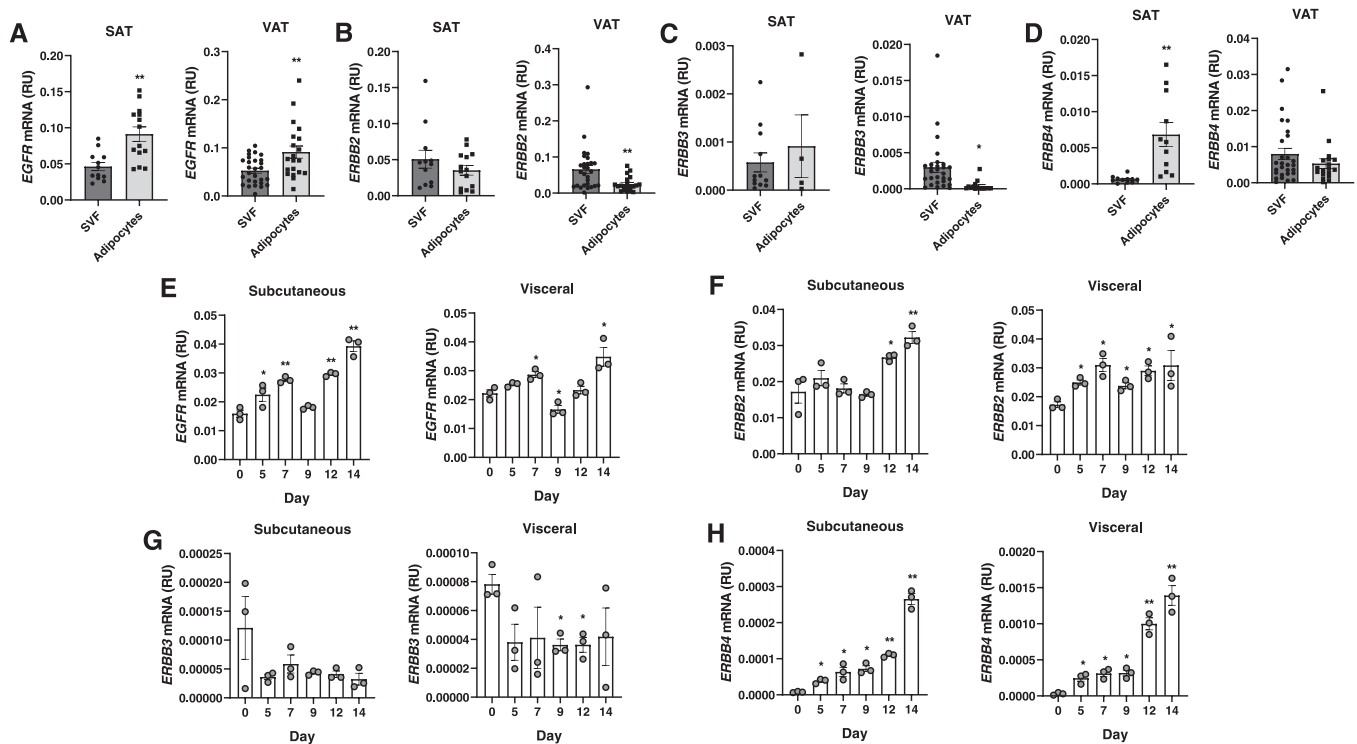 A
SAT
EGFR mRNA (RU)
0.20
0.15
0.10
0.05
0.00
**
SVF
Adipocytes
VAT
EGFR mRNA (RU)
0.3
0.2
0.1
0.0
**
SVF
Adipocytes
B
SAT
ERBB2 mRNA (RU)
0.20
0.15
0.10
0.05
0.00
SVF
Adipocytes
VAT
ERBB2 mRNA (RU)
0.4
0.3
0.2
0.1
0.0
**
SVF
Adipocytes
C
SAT
ERBB3 mRNA (RU)
0.003
0.002
0.001
0.000
SVF
Adipocytes
VAT
ERBB3 mRNA (RU)
0.020
0.015
0.010
0.005
0.000
*
SVF
Adipocytes
D
SAT
ERBB4 mRNA (RU)
0.020
0.015
0.010
0.005
0.000
**
SVF
Adipocytes
VAT
ERBB4 mRNA (RU)
0.04
0.03
0.02
0.01
0.00
SVF
Adipocytes
E
Subcutaneous
EGFR mRNA (RU)
0.05
0.04
0.03
0.02
0.01
0.00
* ** ** **
0 5 7 9 12 14
Day
Visceral
EGFR mRNA (RU)
0.05
0.04
0.03
0.02
0.01
0.00
* * *
0 5 7 9 12 14
Day
F
Subcutaneous
ERBB2 mRNA (RU)
0.04
0.03
0.02
0.01
0.00
* **
0 5 7 9 12 14
Day
Visceral
ERBB2 mRNA (RU)
0.05
0.04
0.03
0.02
0.01
0.00
* * * * *
0 5 7 9 12 14
Day
G
Subcutaneous
ERBB3 mRNA (RU)
0.00025
0.00020
0.00015
0.00010
0.00005
0.00000
0 5 7 9 12 14
Day
Visceral
ERBB3 mRNA (RU)
0.00010
0.00008
0.00006
0.00004
0.00002
0.00000
* *
0 5 7 9 12 14
Day
H
Subcutaneous
ERBB4 mRNA (RU)
0.0004
0.0003
0.0002
0.0001
0.0000
* * * ** **
0 5 7 9 12 14
Day
Visceral
ERBB4 mRNA (RU)
0.0020
0.0015
0.0010
0.0005
0.0000
* * * ** **
0 5 7 9 12 14
Day